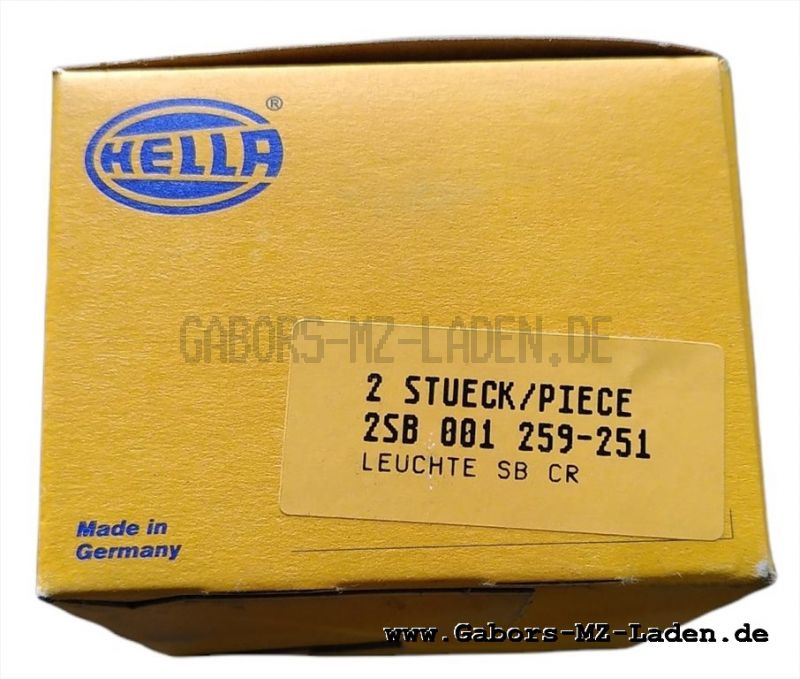 HELLA ®
GABORS-MZ-LADEN.DE
2 STUECK/PIECE
2SB 001 259-251
LEUCHTE SB CR
Made in
Germany
www.Gabors-MZ-Laden.de